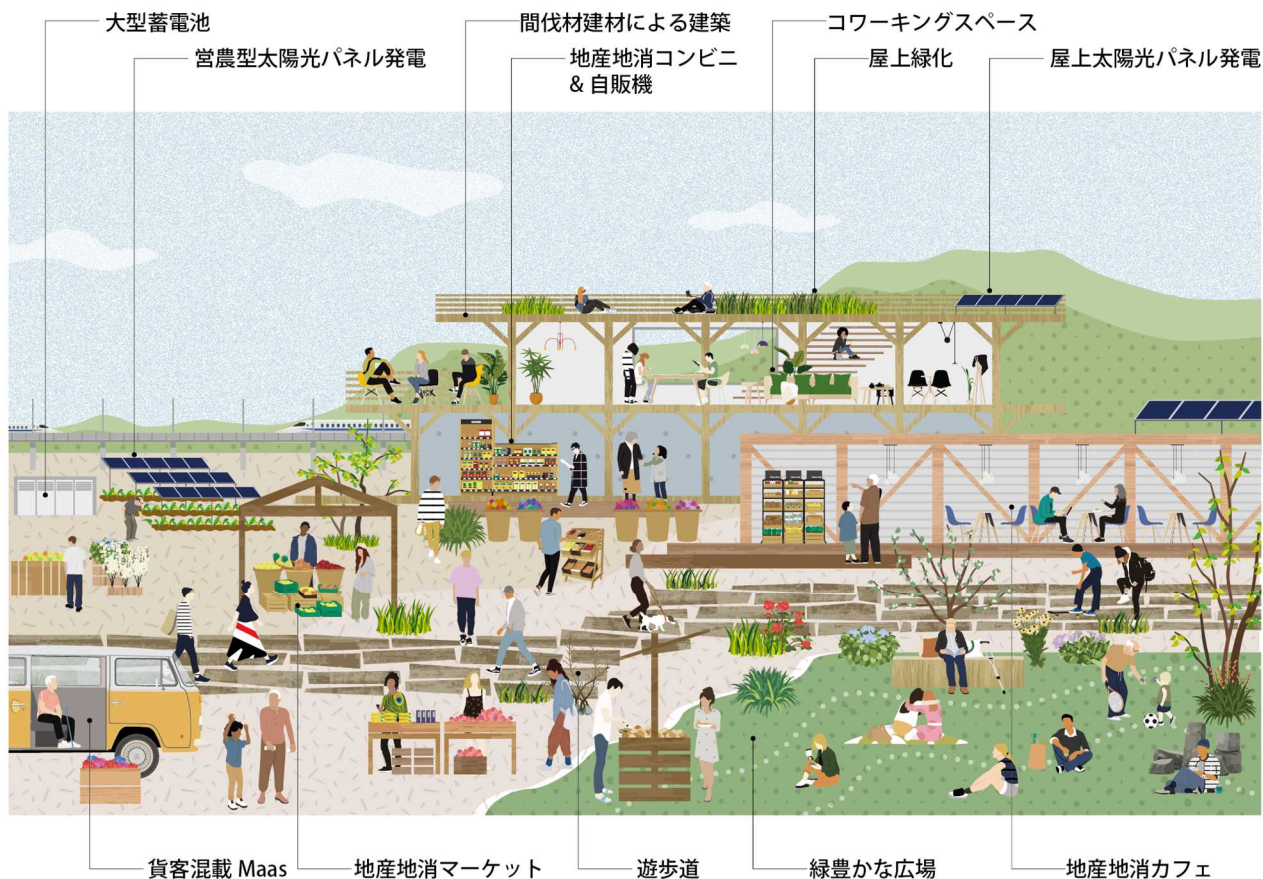 大型蓄電池
間伐材建材による建築
コワーキングスペース
営農型太陽光パネル発電
地産地消コンビニ
& 自販機
屋上緑化
屋上太陽光パネル発電
貨客混載 Maas
地産地消マーケット
遊歩道
緑豊かな広場
地産地消カフェ